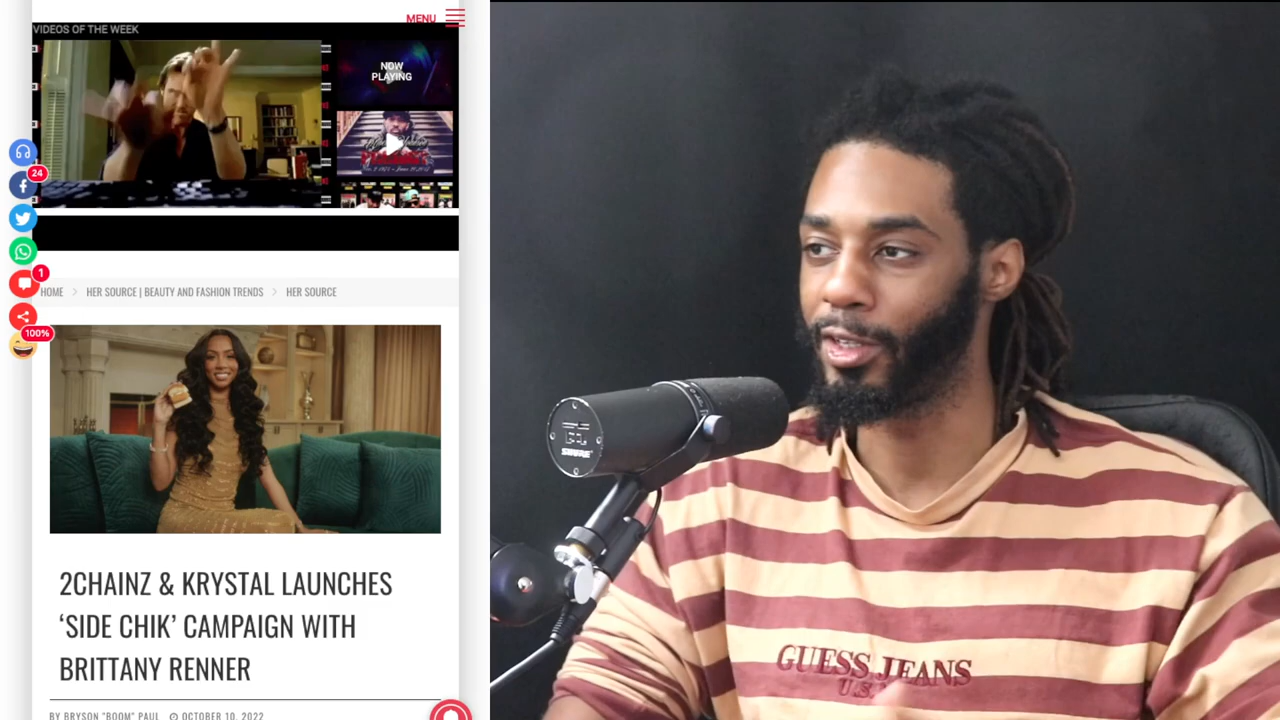 MENU
VIDEOS OF THE WEEK
NOW
PLAYING
24
1
100%
HOME > HER SOURCE | BEAUTY AND FASHION TRENDS > HER SOURCE
2CHAINZ & KRYSTAL LAUNCHES
‘SIDE CHIK’ CAMPAIGN WITH
BRITTANY RENNER
BY BRYSON "BOOM" PAUL OCTOBER 10, 2022
SHURE
GUESS JEANS
U.S.